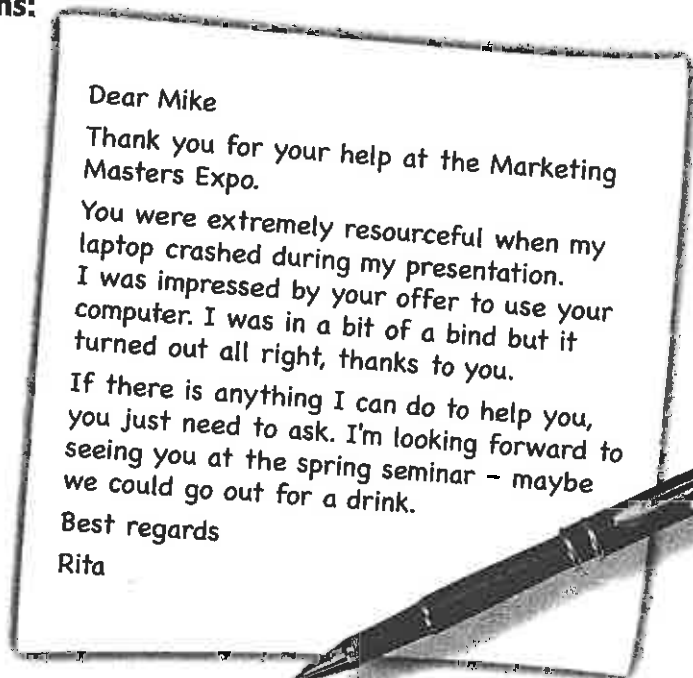 ns:
Dear Mike
Thank you for your help at the Marketing
Masters Expo.
You were extremely resourceful when my
laptop crashed during my presentation.
I was impressed by your offer to use your
computer. I was in a bit of a bind but it
turned out all right, thanks to you.
If there is anything I can do to help you,
you just need to ask. I'm looking forward to
seeing you at the spring seminar – maybe
we could go out for a drink.
Best regards
Rita